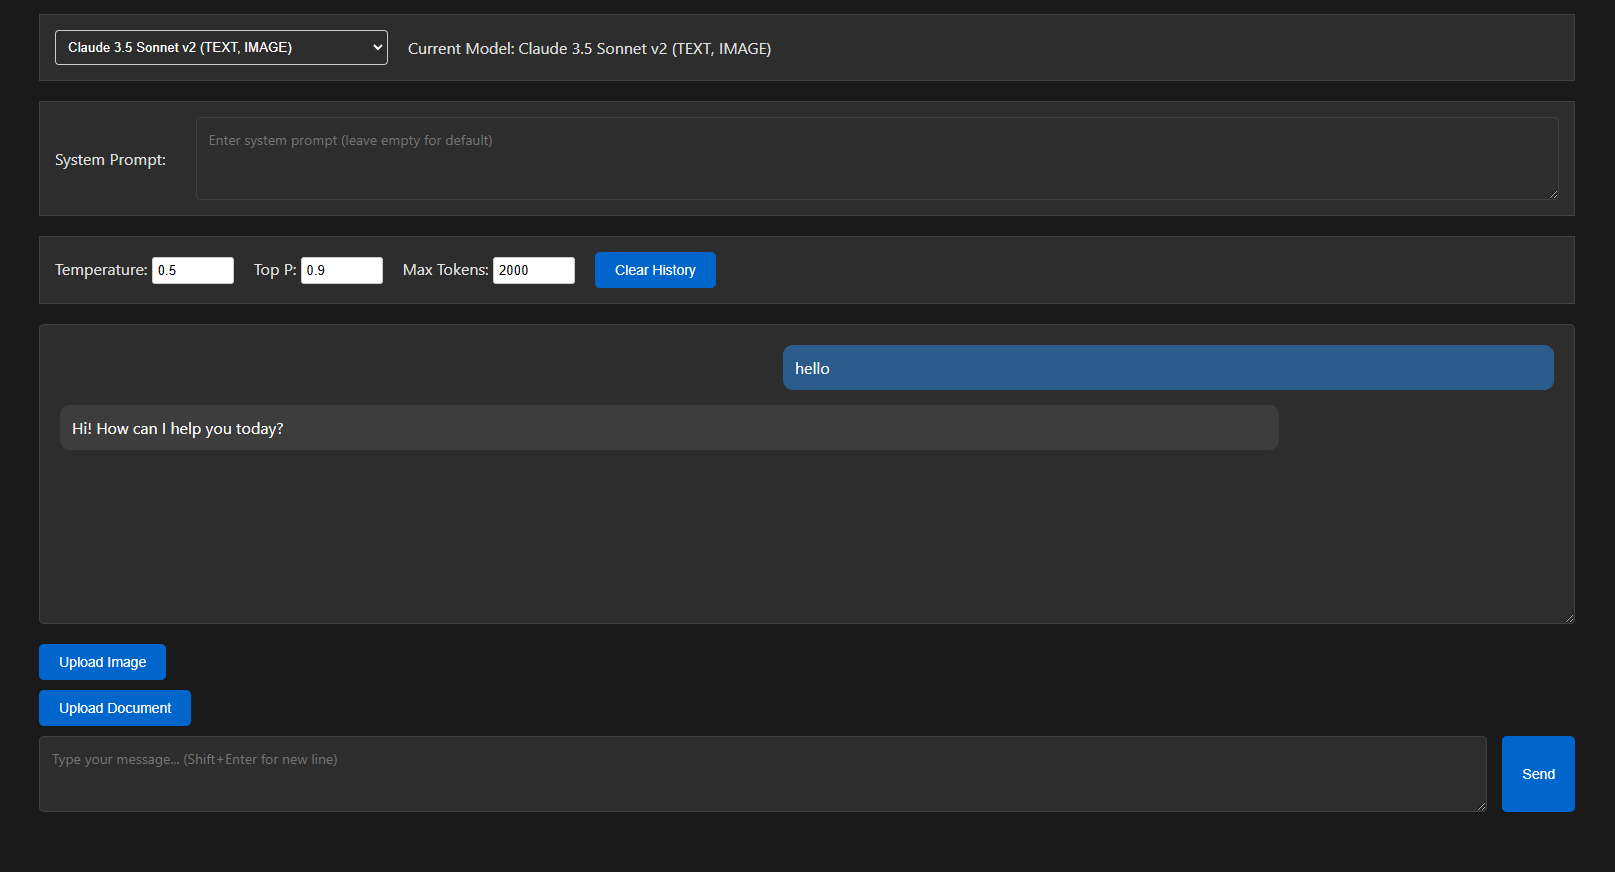 Claude 3.5 Sonnet v2 (TEXT, IMAGE) Current Model: Claude 3.5 Sonnet v2 (TEXT, IMAGE)
System Prompt: Enter system prompt (leave empty for default)
Temperature: 0.5 Top P: 0.9 Max Tokens: 2000 Clear History
hello
Hi! How can I help you today?
Upload Image
Upload Document
Type your message... (Shift+Enter for new line) Send